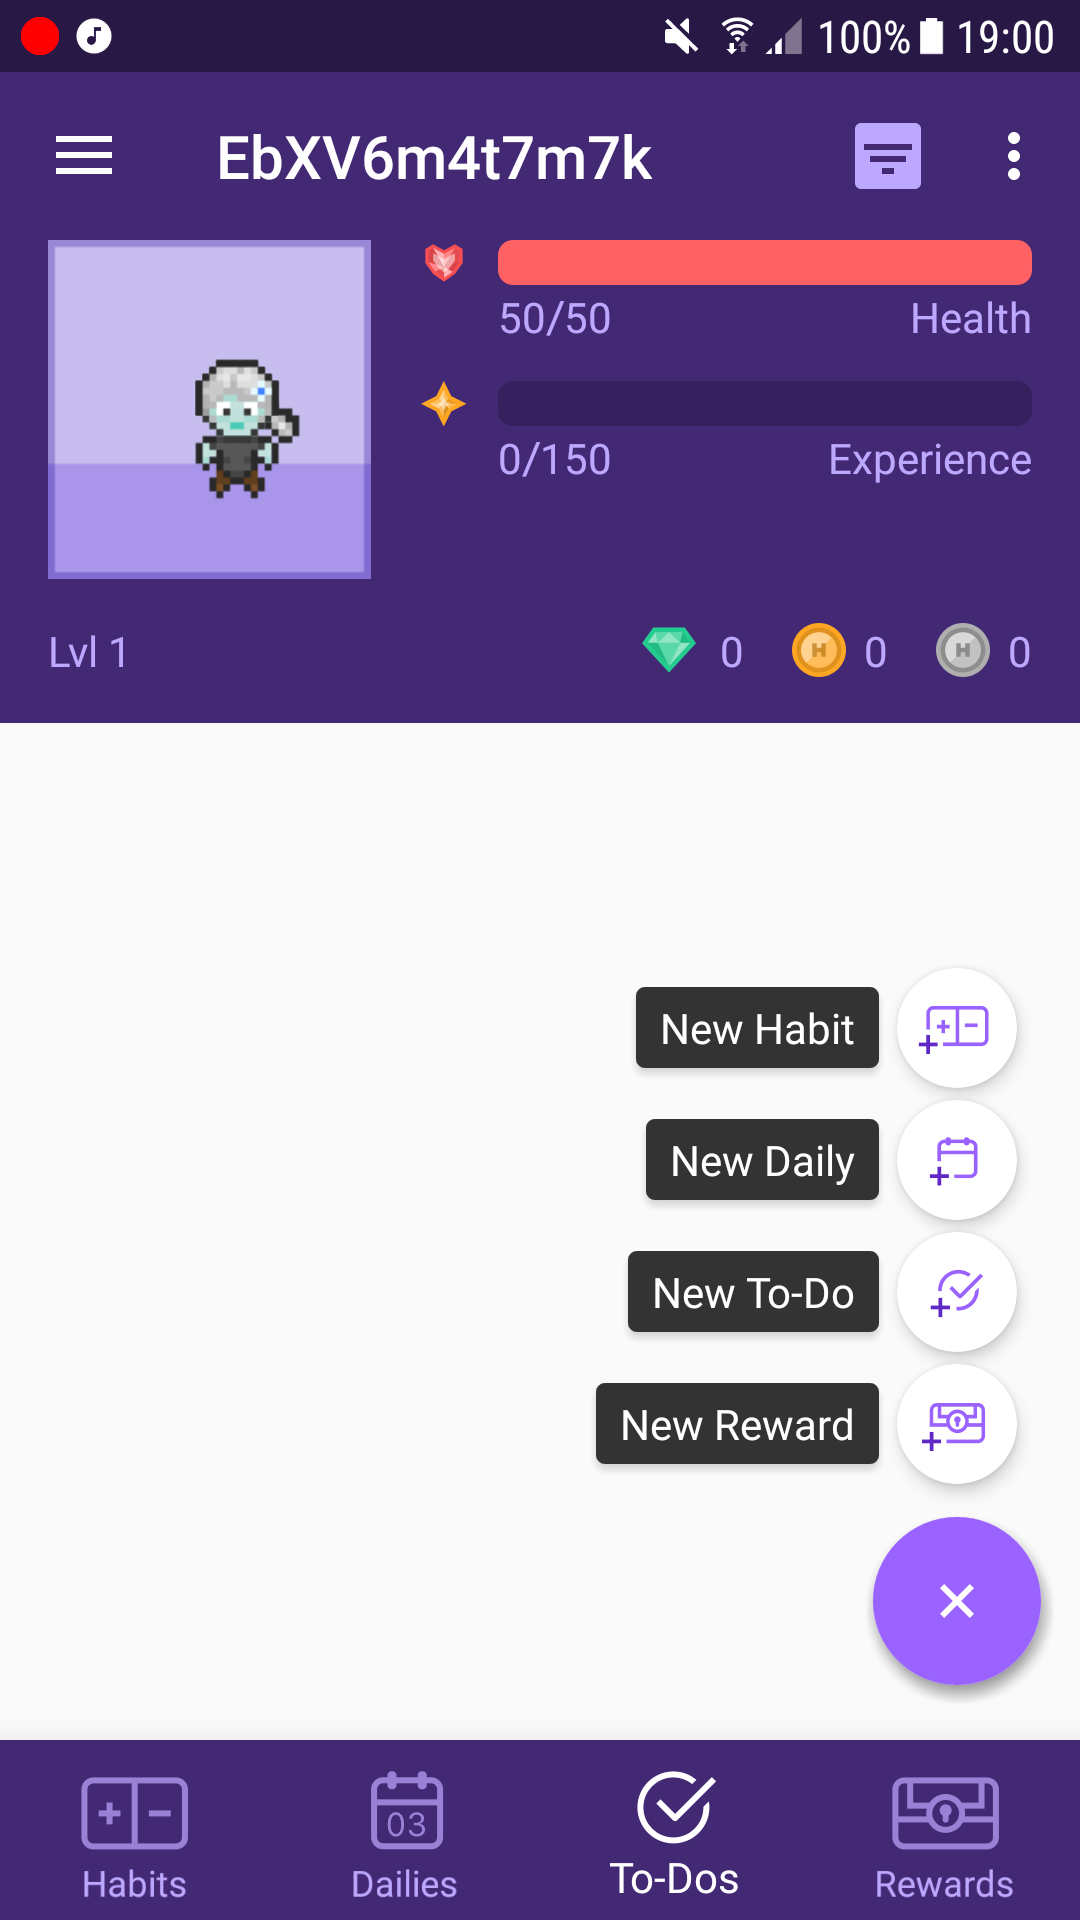 100% 19:00
EbXV6m4t7m7k
50/50 Health
0/150 Experience
Lvl 1 0 0 0
New Habit
New Daily
New To-Do
New Reward
03
Habits Dailies To-Dos Rewards